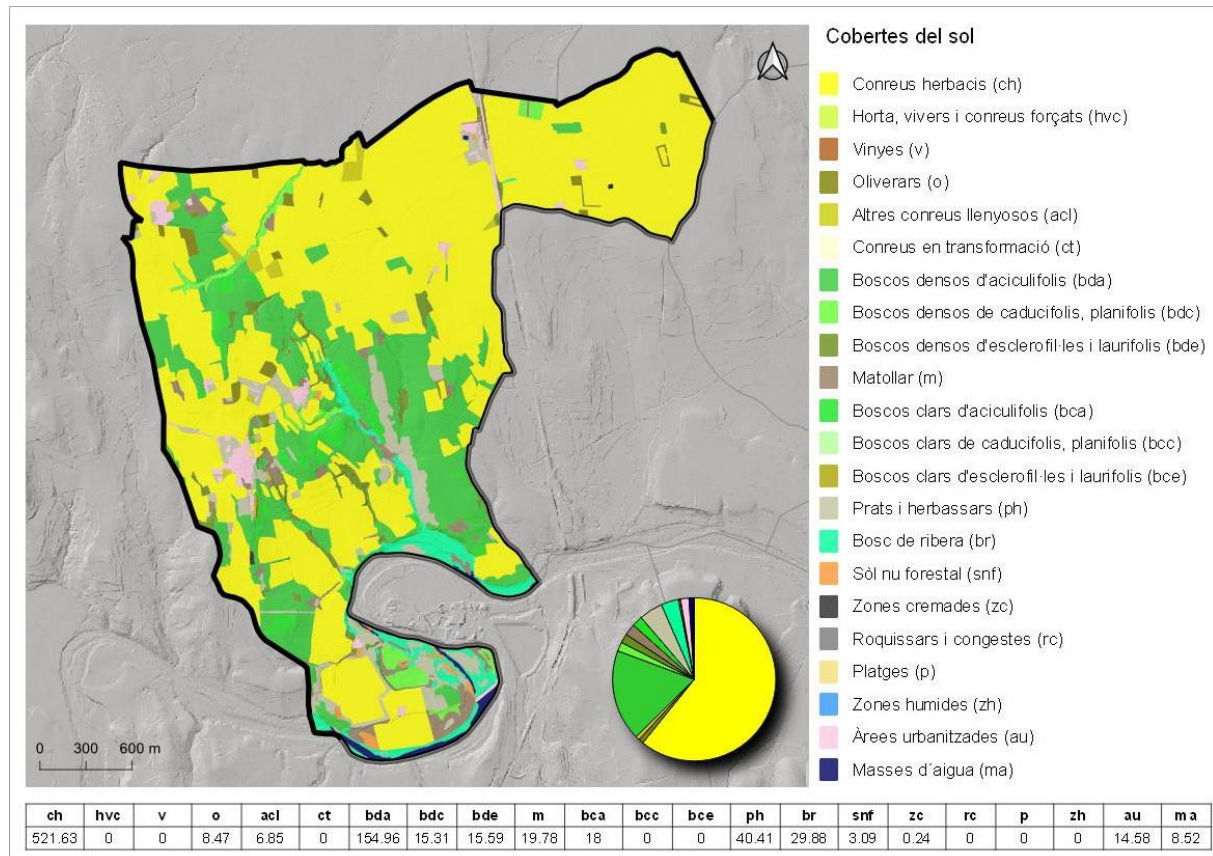 Cobertes del sol
Conreus herbacis (ch)
Horta, vivers i conreus forçats (hvc)
Vinyes (v)
Oliverars (o)
Altres conreus llenyosos (acl)
Conreus en transformació (ct)
Boscos densos d'aciculifolis (bda)
Boscos densos de caducifolis, planifolis (bdc)
Boscos densos d'esclerofil·les i laurifolis (bde)
Matollar (m)
Boscos clars d'aciculifolis (bca)
Boscos clars de caducifolis, planifolis (bcc)
Boscos clars d'esclerofil·les i laurifolis (bce)
Prats i herbassars (ph)
Bosc de ribera (br)
Sòl nu forestal (snf)
Zones cremades (zc)
Roquissars i congestes (rc)
Platges (p)
Zones humides (zh)
Àrees urbanitzades (au)
Masses d´aigua (ma)
0 300 600 m
ch hvc v o acl ct bda bdc bde m bca bcc bce ph br snf zc rc p zh au ma
521.63 0 0 8.47 6.85 0 154.96 15.31 15.59 19.78 18 0 0 40.41 29.88 3.09 0.24 0 0 0 14.58 8.52